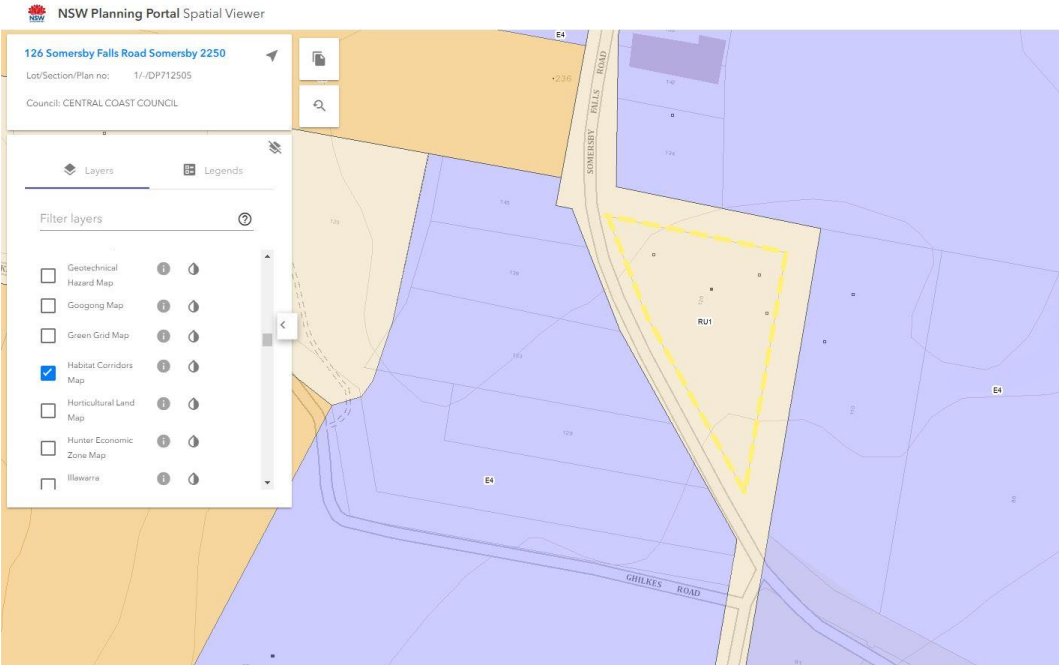 NSW
NSW Planning Portal Spatial Viewer
126 Somersby Falls Road Somersby 2250
Lot/Section/Plan no: 1/-/DP712505
Council: CENTRAL COAST COUNCIL
Layers
Legends
Filter layers
Geotechnical
Hazard Map
Googong Map
Green Grid Map
Habitat Corridors
Map
Horticultural Land
Map
Hunter Economic
Zone Map
Illawarra
E4
236
SOMERSBY FALLS ROAD
134
RU1
E4
E4
129
GHILKES ROAD